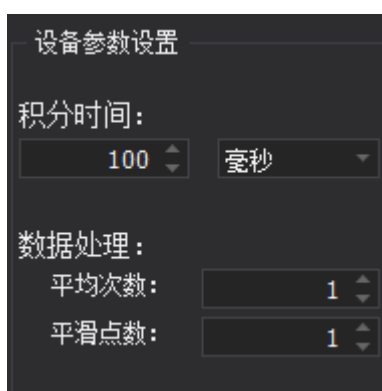 设备参数设置
积分时间:
100 毫秒
数据处理:
平均次数: 1
平滑点数: 1